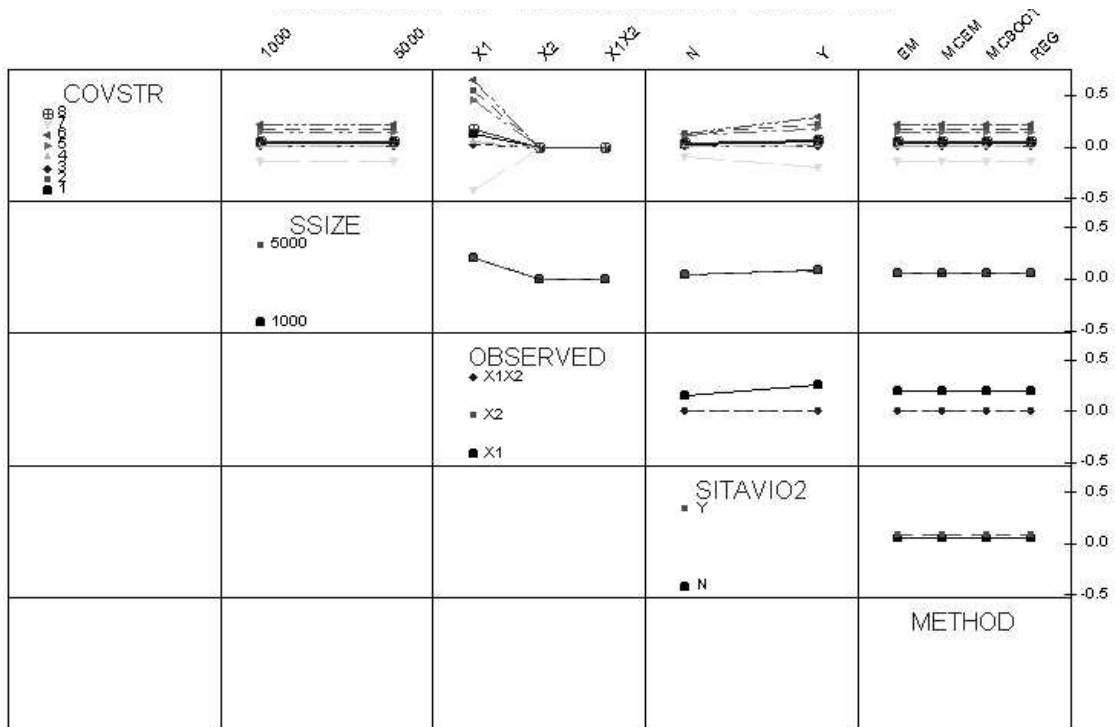 1000 5000 X1 X2 X1X2 N Y EM MCEM MCBOOT REG
COVSTR
8
7
6
5
4
3
2
1
0.5
0.0
-0.5
SSIZE
5000
1000
0.5
0.0
-0.5
OBSERVED
X1X2
X2
X1
0.5
0.0
-0.5
SITAVIO2
Y
N
0.5
0.0
-0.5
METHOD